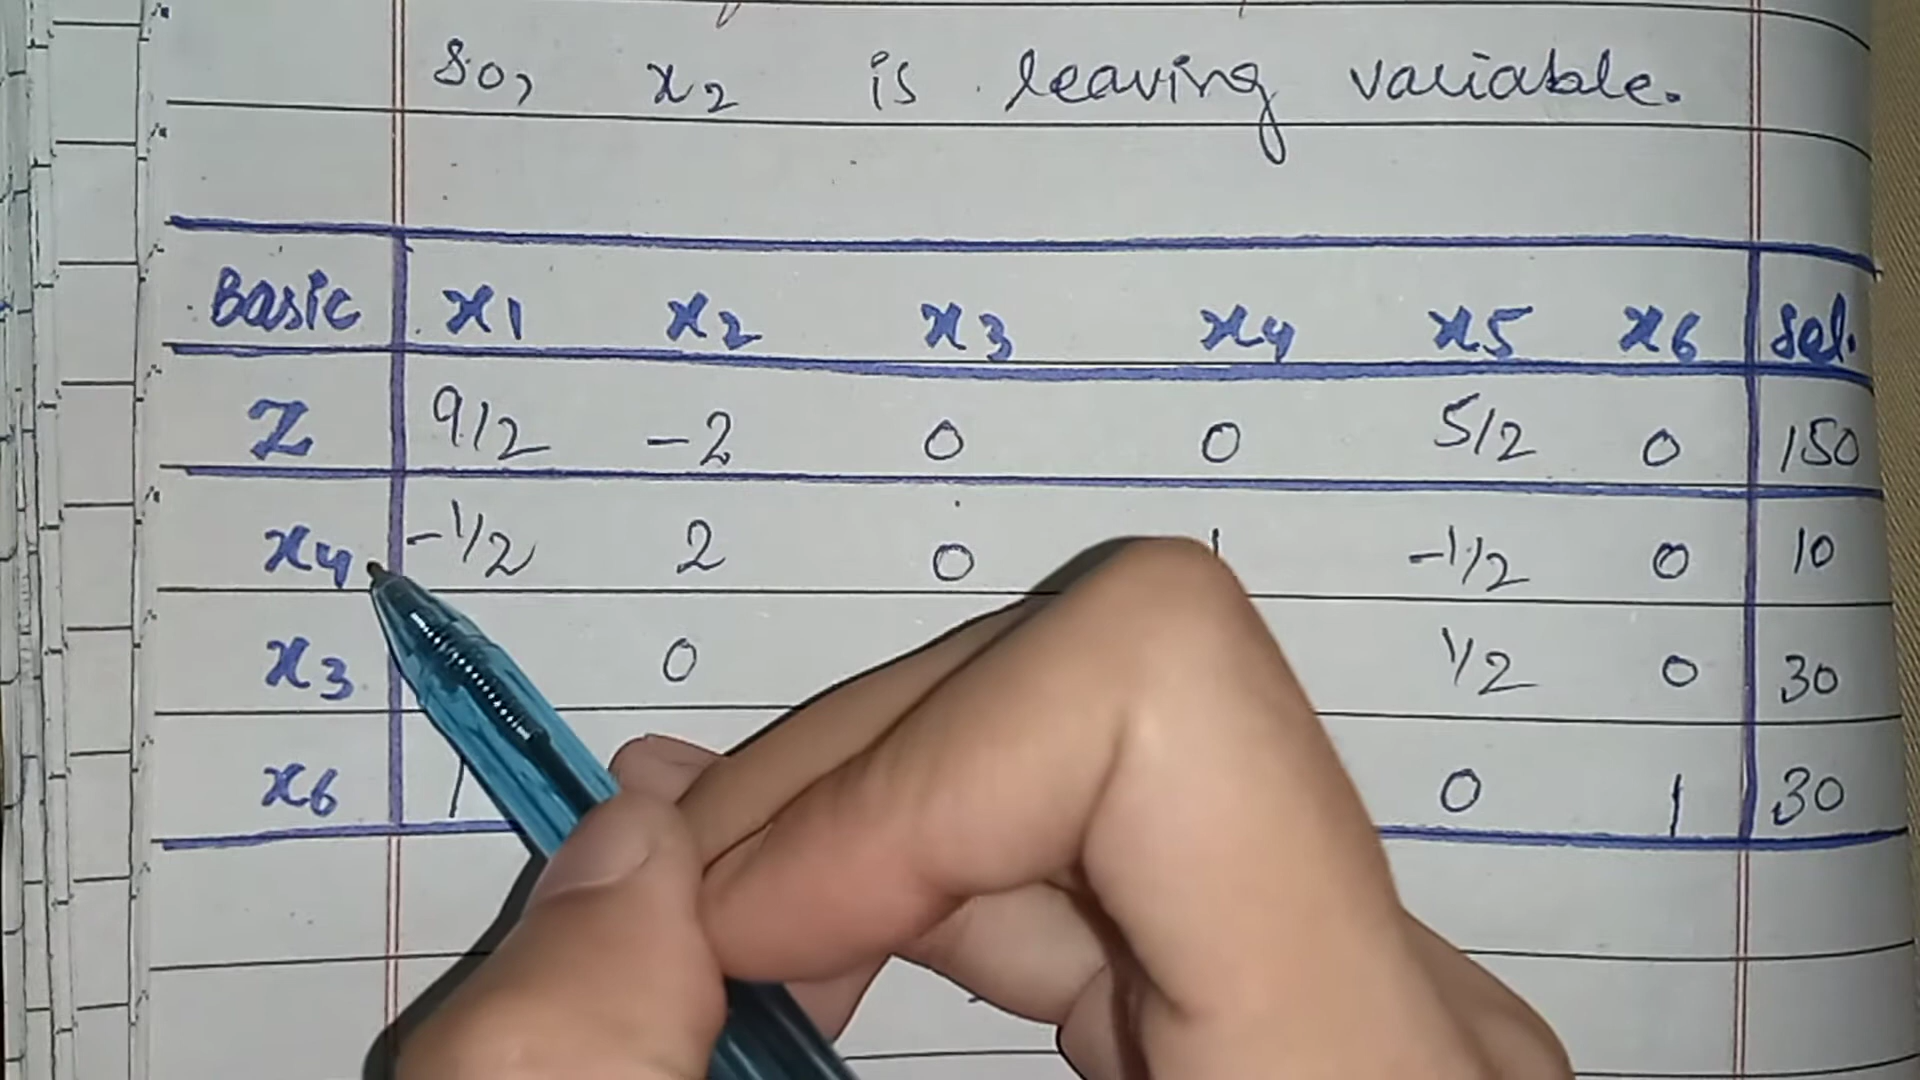 so, x2 is leaving variable.
Basic x1 x2 x3 x4 x5 x6 sol.
Z 9/2 -2 0 0 5/2 0 150
x4 -1/2 2 0 1 -1/2 0 10
x3 0 1/2 0 30
x6 1 0 1 30